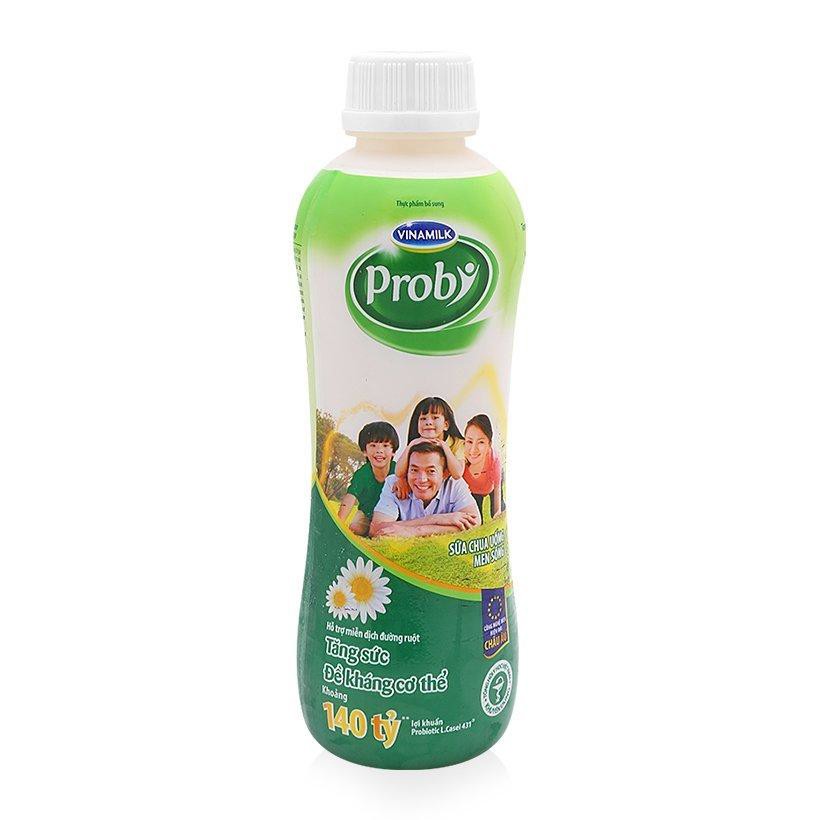 Thực phẩm bổ sung
VINAMILK
Proby
SỮA CHUA UỐNG
MEN SỐNG
CHÂU ÂU
Hỗ trợ miễn dịch đường ruột
Tăng sức
Đề kháng cơ thể
Khoảng
140 tỷ**
lợi khuẩn
Probiotic L.Casei 431®